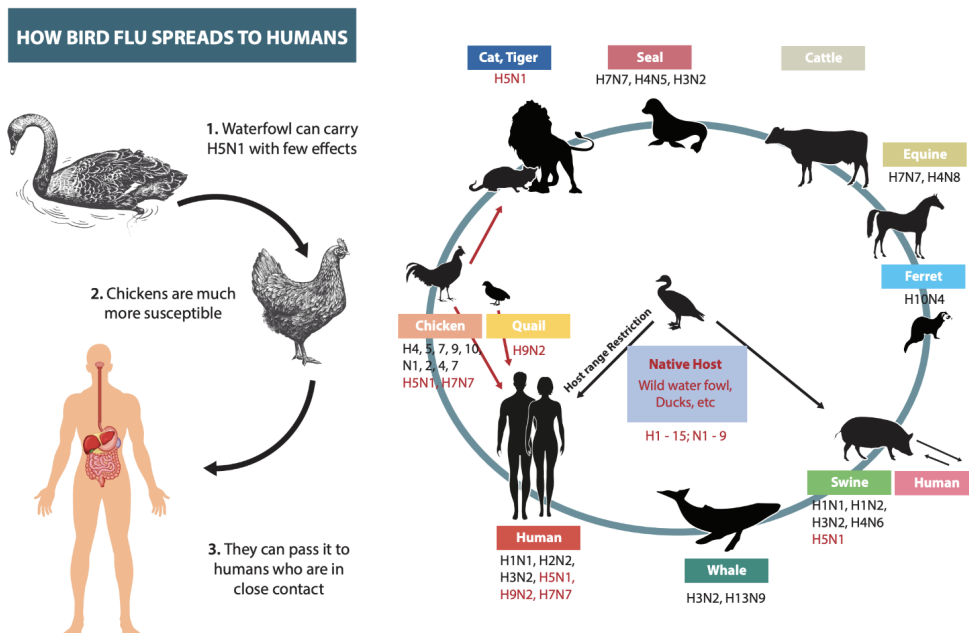 HOW BIRD FLU SPREADS TO HUMANS
1. Waterfowl can carry
H5N1 with few effects
2. Chickens are much
more susceptible
3. They can pass it to
humans who are in
close contact
Cat, Tiger
H5N1
Seal
H7N7, H4N5, H3N2
Cattle
Equine
H7N7, H4N8
Ferret
H10N4
Chicken
H4, 5, 7, 9, 10,
N1, 2, 4, 7
H5N1, H7N7
Quail
H9N2
Host range Restriction
Native Host
Wild water fowl,
Ducks, etc
H1 - 15; N1 - 9
Swine
H1N1, H1N2,
H3N2, H4N6
H5N1
Human
Human
H1N1, H2N2,
H3N2, H5N1,
H9N2, H7N7
Whale
H3N2, H13N9